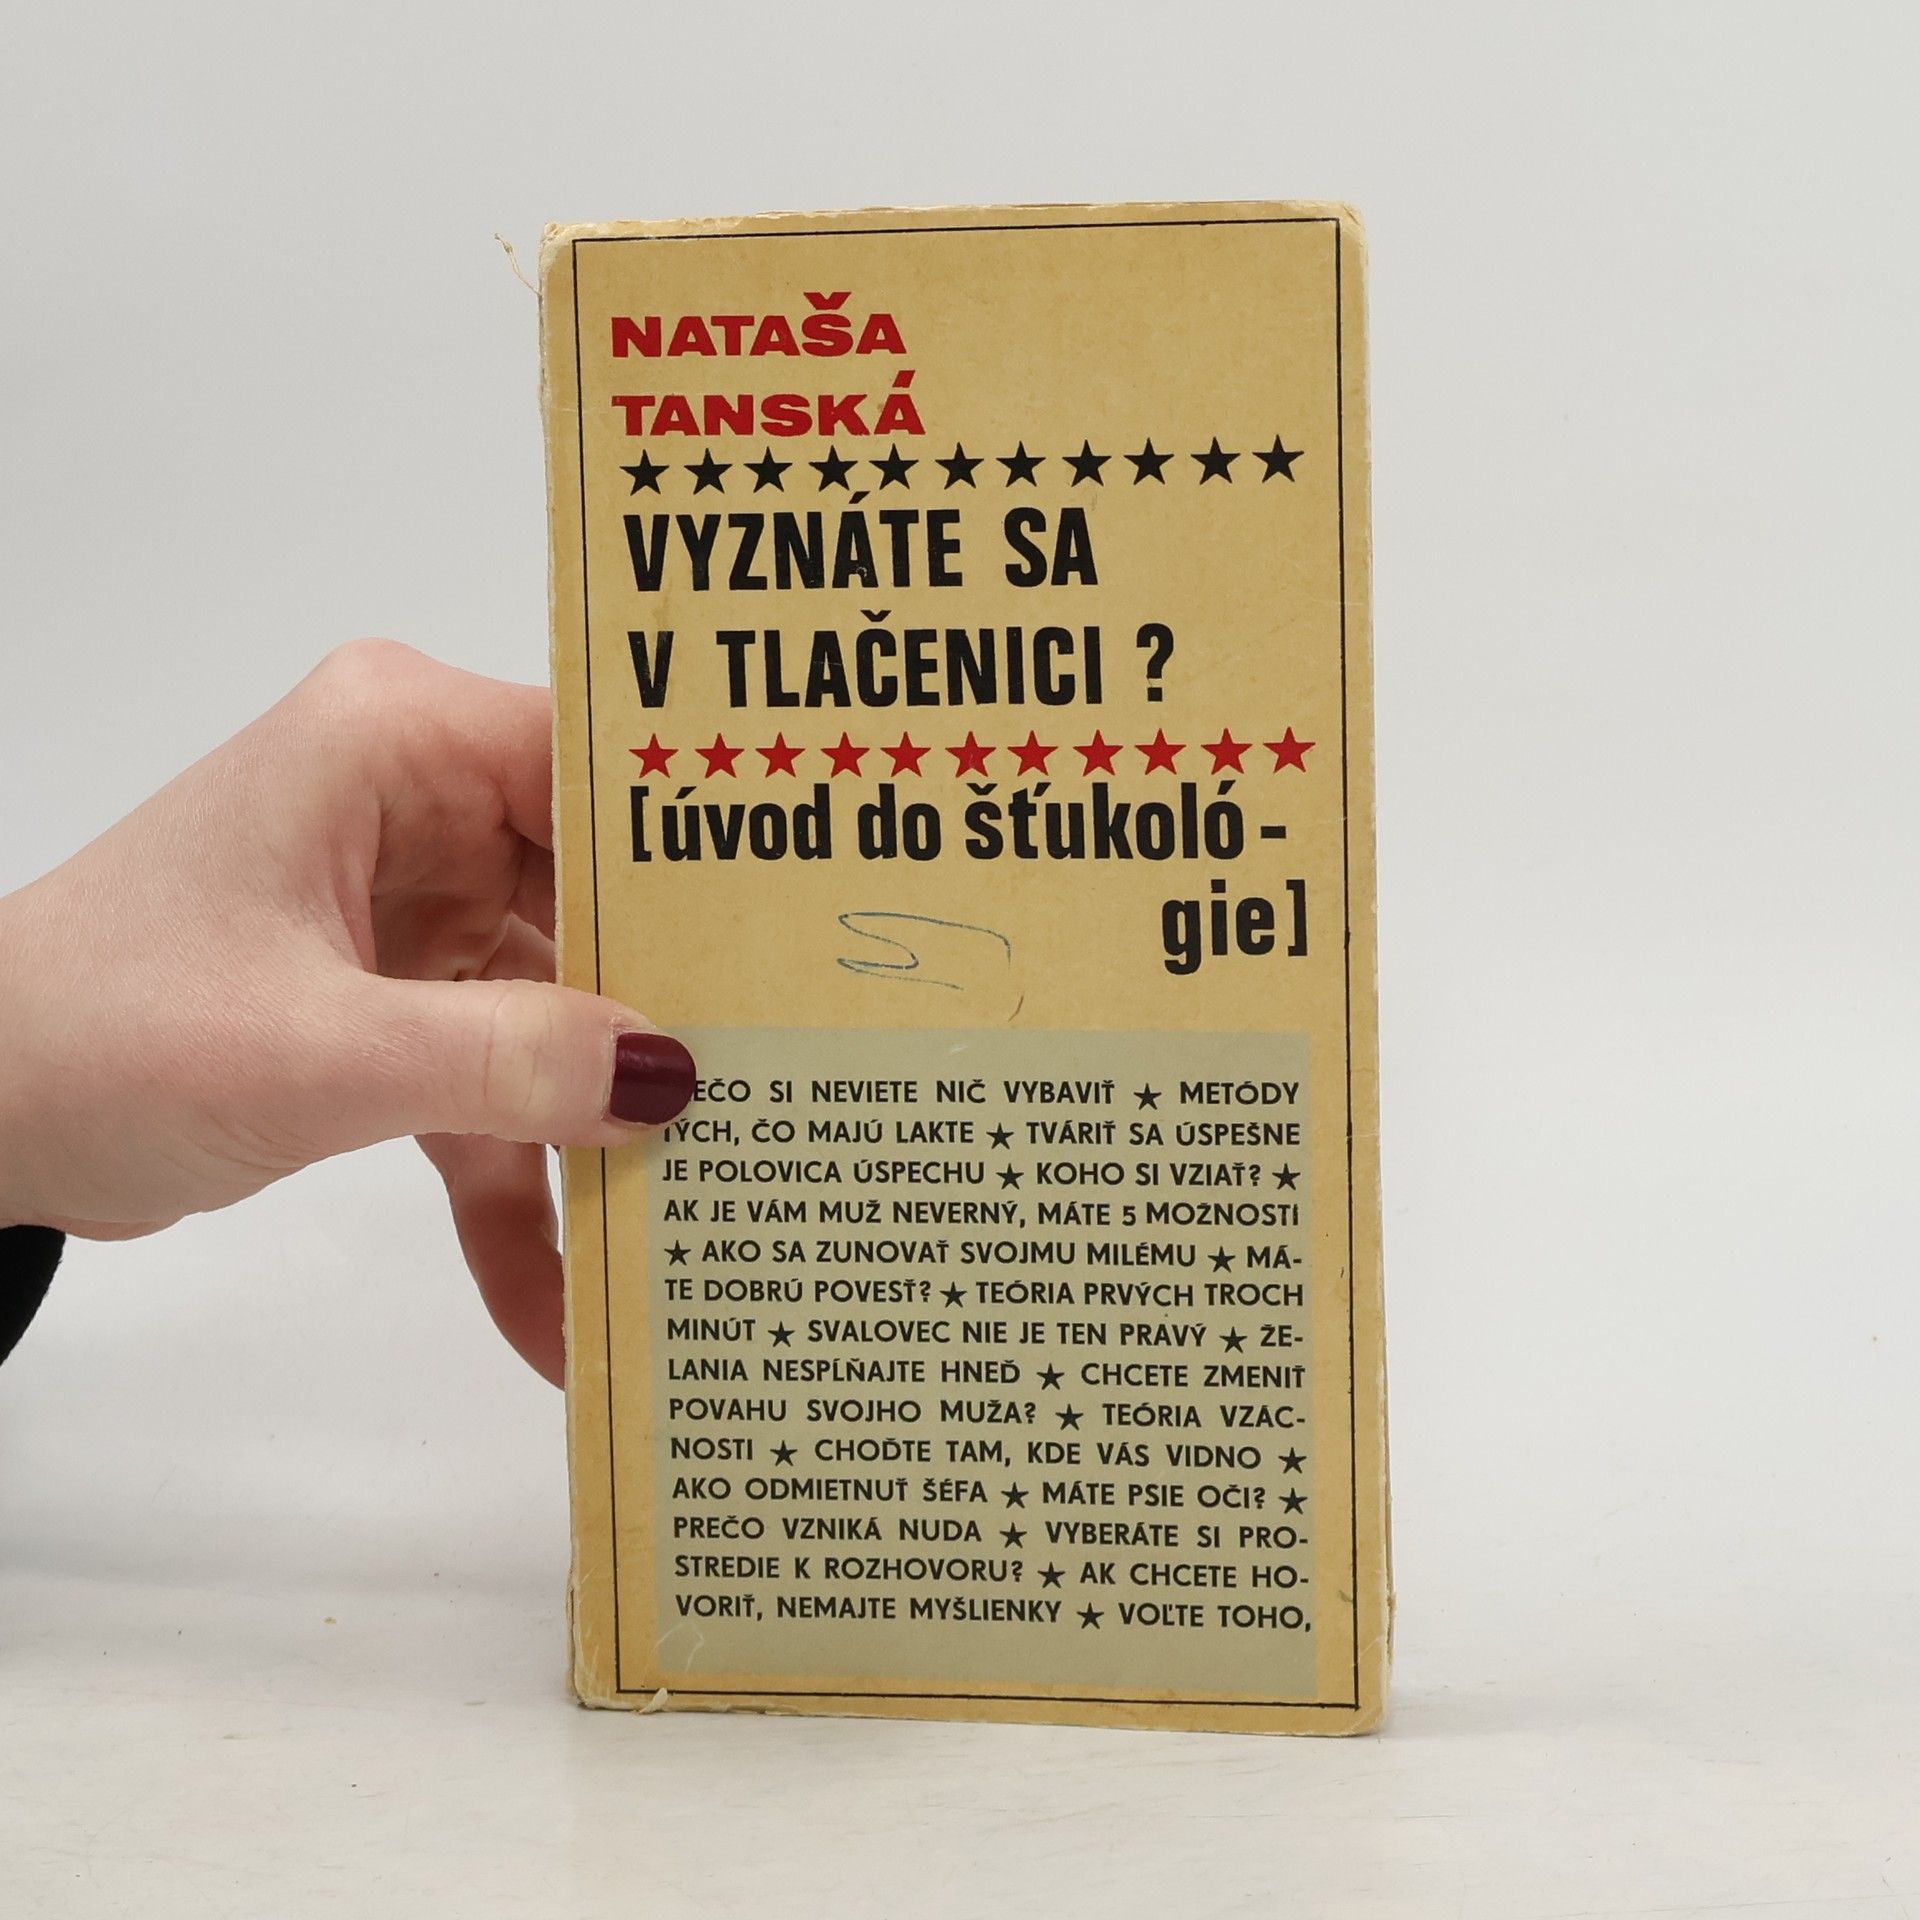 NATAŠA
TANSKÁ
★★★★★★★★★★★
VYZNÁTE SA
V TLAČENICI ?
★★★★★★★★★★★
[úvod do šťukoló-
gie]
SI NEVIETE NIČ VYBAVIŤ ★ METÓDY
TÝCH, ČO MAJÚ LAKTE ★ TVÁRIŤ SA ÚSPEŠNE
JE POLOVICA ÚSPECHU ★ KOHO SI VZIAŤ? ★
AK JE VÁM MUŽ NEVERNÝ, MÁTE 5 MOŽNOSTÍ
★ AKO SA ZUNOVAŤ SVOJMU MILÉMU ★ MÁ-
TE DOBRÚ POVESŤ? ★ TEÓRIA PRVÝCH TROCH
MINÚT ★ SVALOVEC NIE JE TEN PRAVÝ ★ ŽE-
LANIA NESPĹŇAJTE HNEĎ ★ CHCETE ZMENIŤ
POVAHU SVOJHO MUŽA? ★ TEÓRIA VZÁC-
NOSTI ★ CHOĎTE TAM, KDE VÁS VIDNO ★
AKO ODMIETNUŤ ŠÉFA ★ MÁTE PSIE OČI? ★
PREČO VZNIKÁ NUDA ★ VYBERÁTE SI PRO-
STREDIE K ROZHOVORU? ★ AK CHCETE HO-
VORIŤ, NEMAJTE MYŠLIENKY ★ VOĽTE TOHO,